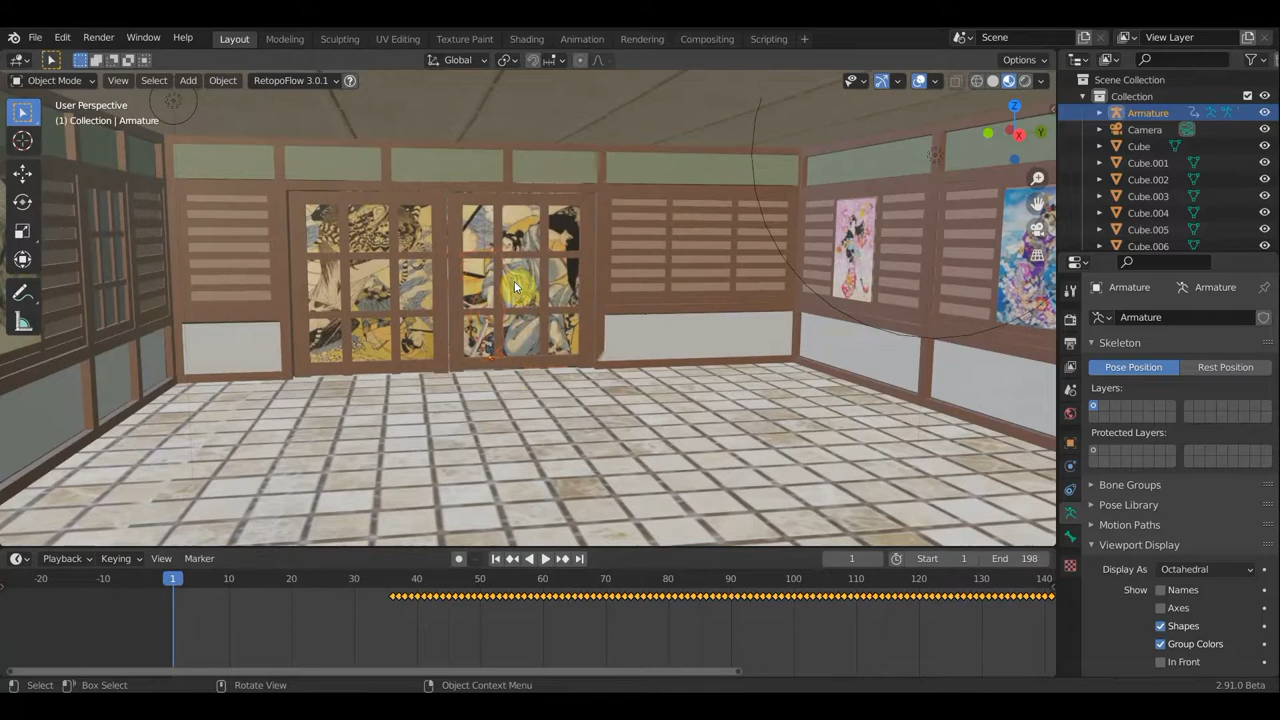 File Edit Render Window Help Layout Modeling Sculpting UV Editing Texture Paint Shading Animation Rendering Compositing Scripting + Scene View Layer
Global Options
Object Mode View Select Add Object RetopoFlow 3.0.1 ?
Scene Collection
Collection
Armature
Camera
Cube
Cube.001
Cube.002
Cube.003
Cube.004
Cube.005
Cube.006
User Perspective
(1) Collection | Armature
Z
Y
X
Armature Armature
Armature
Skeleton
Pose Position Rest Position
Layers:
Protected Layers:
Bone Groups
Pose Library
Motion Paths
Viewport Display
Display As Octahedral
Show Names
Axes
Shapes
Group Colors
In Front
Playback Keying View Marker 1 Start 1 End 198
-20 -10 1 10 20 30 40 50 60 70 80 90 100 110 120 130 140
Select Box Select Rotate View Object Context Menu 2.91.0 Beta